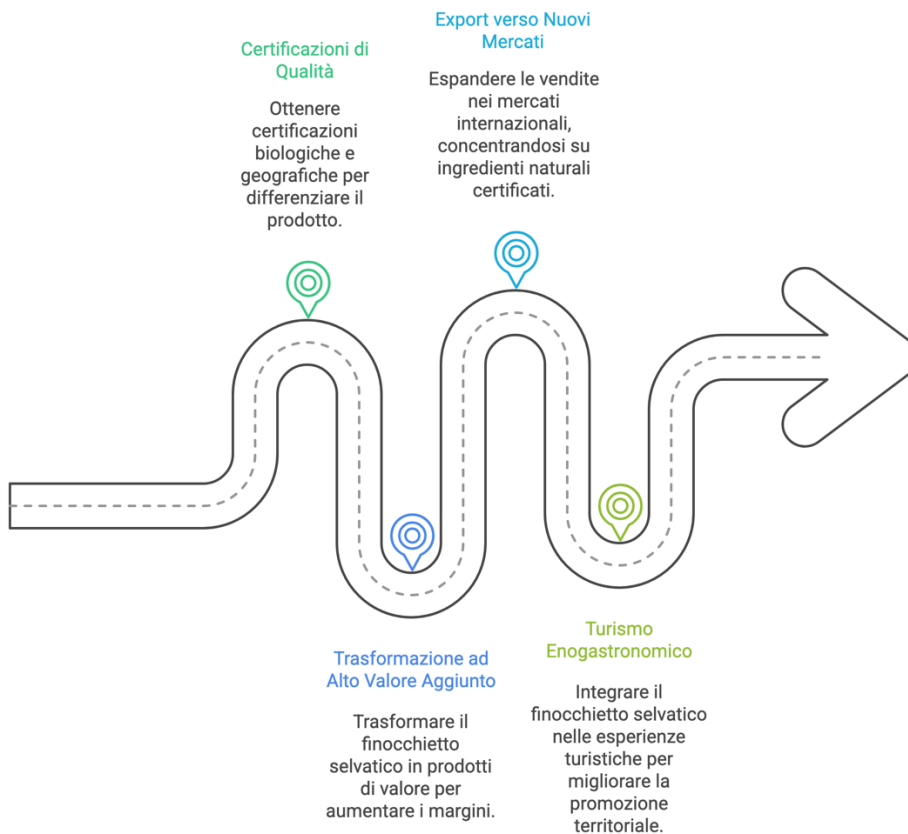 Certificazioni di
Qualità
Ottenere
certificazioni
biologiche e
geografiche per
differenziare il
prodotto.
Trasformazione ad
Alto Valore Aggiunto
Trasformare il
finocchietto
selvatico in prodotti
di valore per
aumentare i margini.
Export verso Nuovi
Mercati
Espandere le vendite
nei mercati
internazionali,
concentrandosi su
ingredienti naturali
certificati.
Turismo
Enogastronomico
Integrare il
finocchietto selvatico
nelle esperienze
turistiche per
migliorare la
promozione
territoriale.